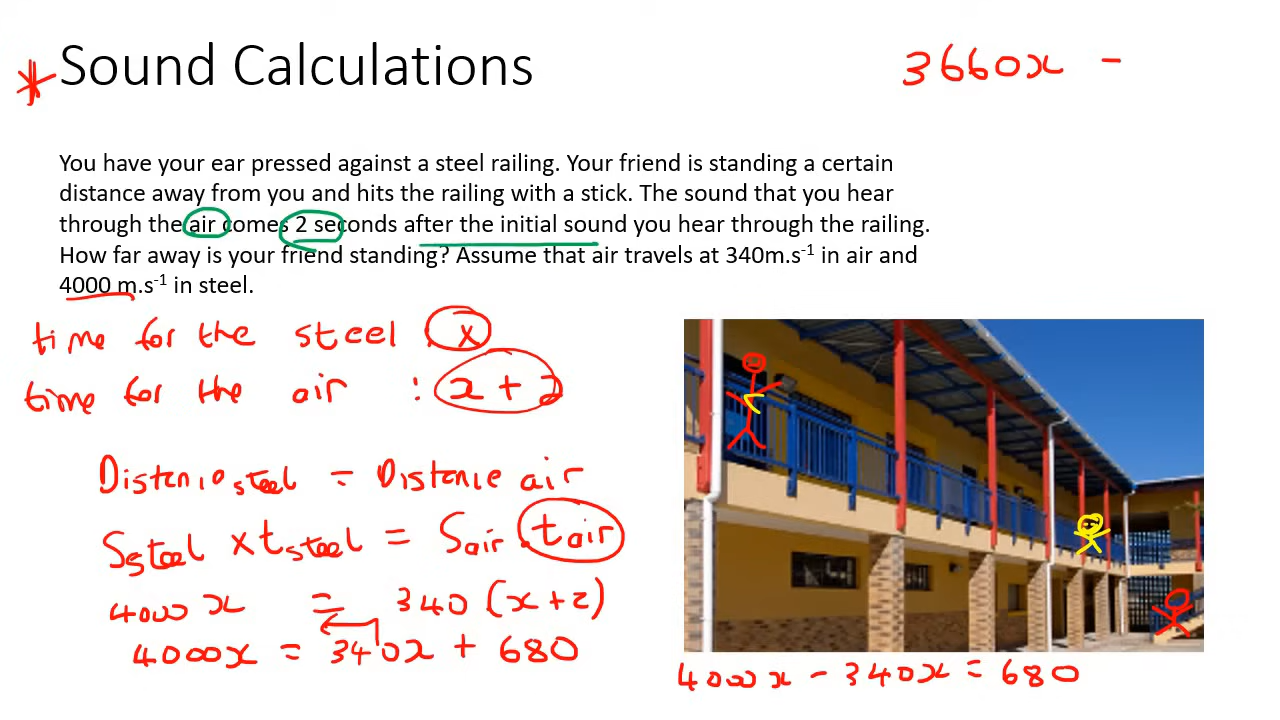 Sound Calculations
3660x -
You have your ear pressed against a steel railing. Your friend is standing a certain
distance away from you and hits the railing with a stick. The sound that you hear
through the air comes 2 seconds after the initial sound you hear through the railing.
How far away is your friend standing? Assume that air travels at 340m.s⁻¹ in air and
4000 m.s⁻¹ in steel.
time for the steel : x
time for the air : x + 2
Distance steel = Distance air
Ssteel x tsteel = Sair . tair
4000x = 340 (x+2)
4000x = 340x + 680
4000x - 340x = 680